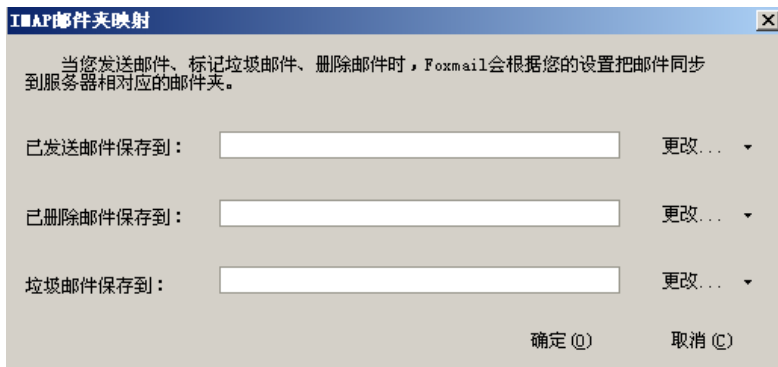 IMAP邮件夹映射
当您发送邮件、标记垃圾邮件、删除邮件时，Foxmail会根据您的设置把邮件同步
到服务器相对应的邮件夹。
已发送邮件保存到：
更改...
已删除邮件保存到：
更改...
垃圾邮件保存到：
更改...
确定(O)
取消(C)